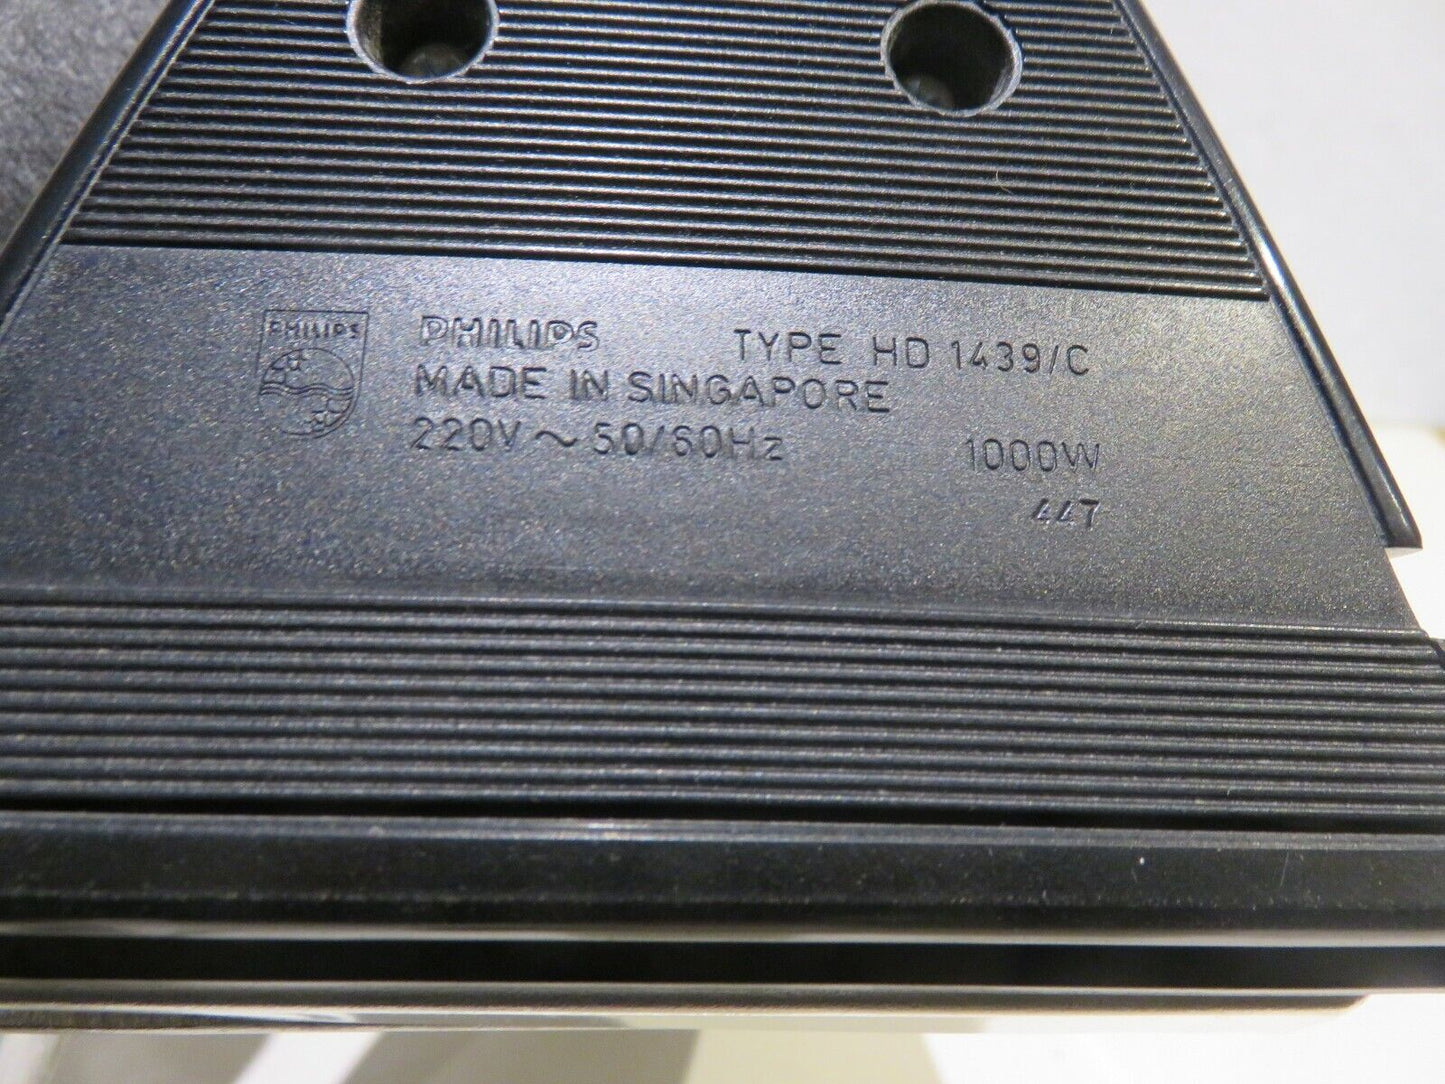 PHILIPS
PHILIPS TYPE HD 1439/C
MADE IN SINGAPORE
220V ~ 50/60Hz 1000W
447